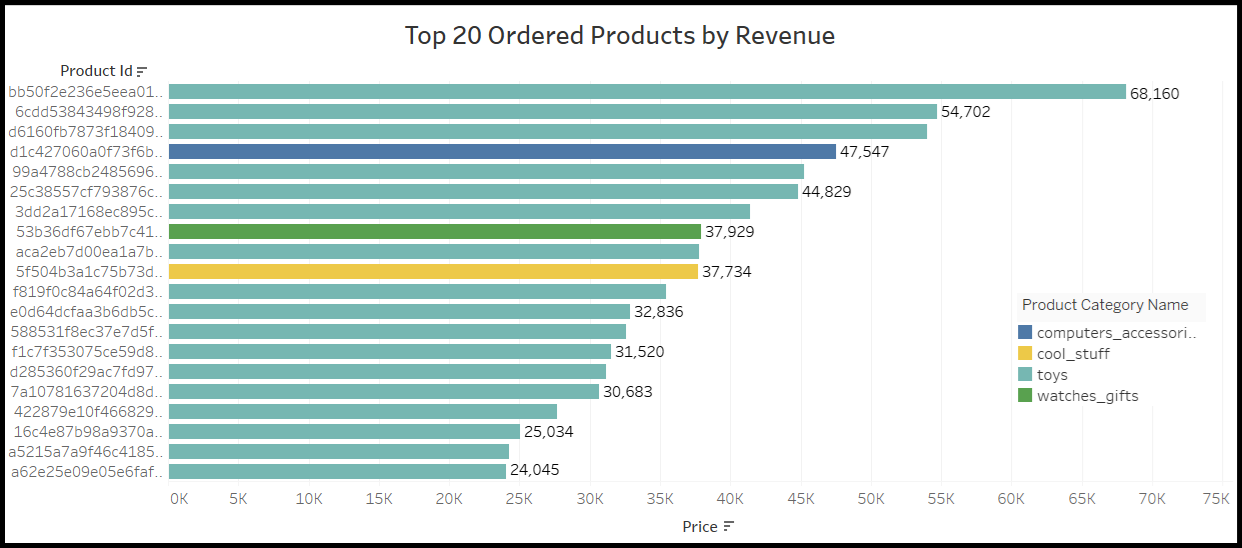 Top 20 Ordered Products by Revenue
Product Id
bb50f2e236e5eea01.. 68,160
6cdd53843498f928.. 54,702
d6160fb7873f18409..
d1c427060a0f73f6b.. 47,547
99a4788cb2485696..
25c38557cf793876c.. 44,829
3dd2a17168ec895c..
53b36df67ebb7c41.. 37,929
aca2eb7d00ea1a7b..
5f504b3a1c75b73d.. 37,734
f819f0c84a64f02d3..
e0d64dcfaa3b6db5c.. 32,836
588531f8ec37e7d5f..
f1c7f353075ce59d8.. 31,520
d285360f29ac7fd97..
7a10781637204d8d.. 30,683
422879e10f466829..
16c4e87b98a9370a.. 25,034
a5215a7a9f46c4185..
a62e25e09e05e6faf.. 24,045
Product Category Name
computers_accessori..
cool_stuff
toys
watches_gifts
0K 5K 10K 15K 20K 25K 30K 35K 40K 45K 50K 55K 60K 65K 70K 75K
Price